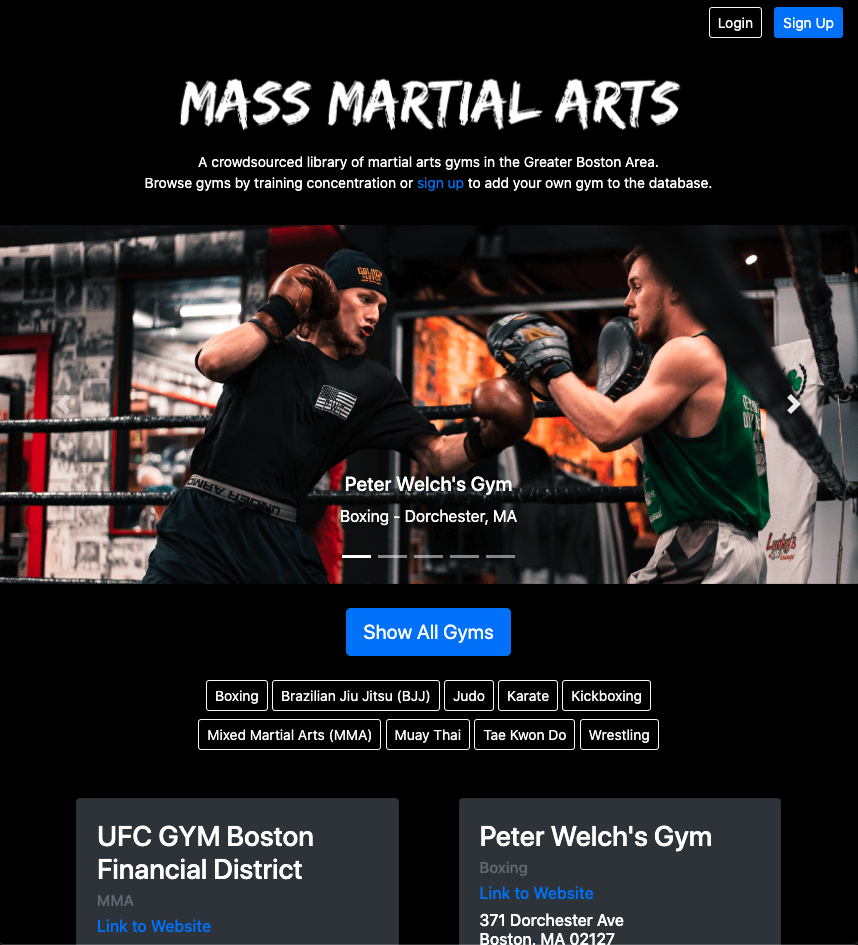 Login
Sign Up
MASS MARTIAL ARTS
A crowdsourced library of martial arts gyms in the Greater Boston Area.
Browse gyms by training concentration or sign up to add your own gym to the database.
GOLDEN
GLOVES
UNDER ARMOUR
Peter Welch's Gym
Boxing - Dorchester, MA
Show All Gyms
Boxing
Brazilian Jiu Jitsu (BJJ)
Judo
Karate
Kickboxing
Mixed Martial Arts (MMA)
Muay Thai
Tae Kwon Do
Wrestling
UFC GYM Boston
Financial District
MMA
Link to Website
Peter Welch's Gym
Boxing
Link to Website
371 Dorchester Ave
Boston, MA 02127